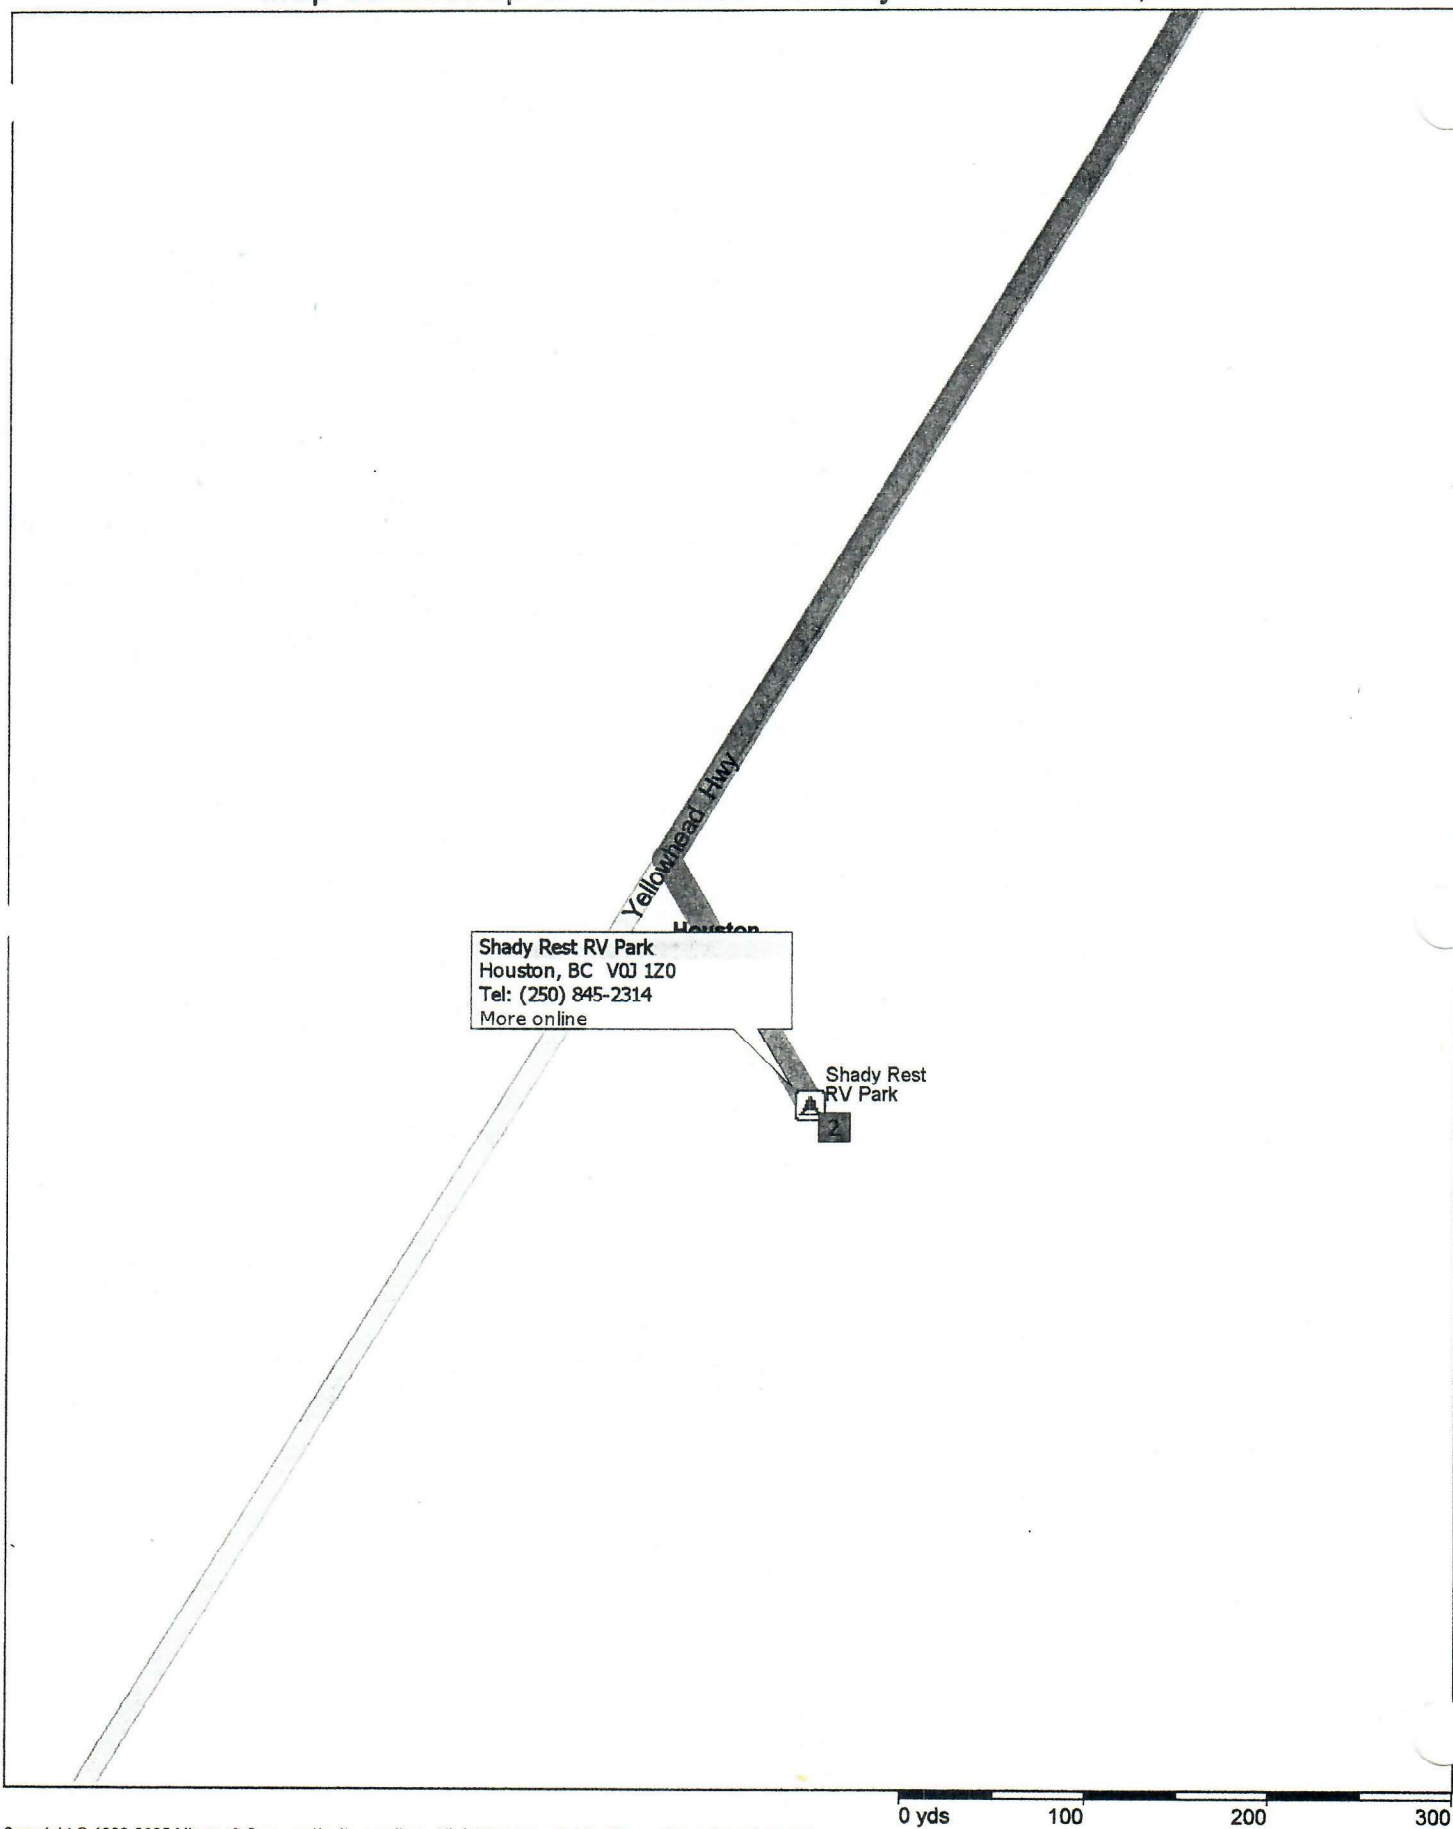 Yellowhead Hwy
Houston
Shady Rest RV Park
Houston, BC V0J 1Z0
Tel: (250) 845-2314
More online
Shady Rest
RV Park
2
0 yds 100 200 300